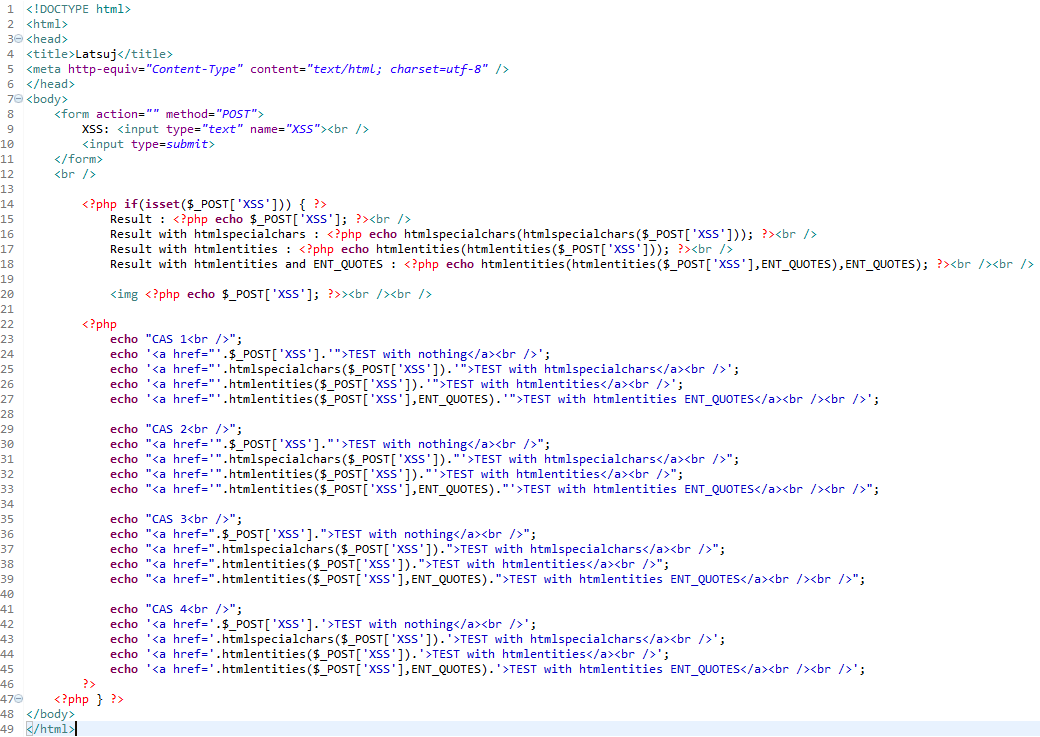 1 <!DOCTYPE html>
2 <html>
3 <head>
4 <title>Latsuj</title>
5 <meta http-equiv="Content-Type" content="text/html; charset=utf-8" />
6 </head>
7 <body>
8     <form action="" method="POST">
9         XSS: <input type="text" name="XSS"><br />
10         <input type=submit>
11     </form>
12     <br />
13
14         <?php if(isset($_POST['XSS'])) { ?>
15             Result : <?php echo $_POST['XSS']; ?><br />
16             Result with htmlspecialchars : <?php echo htmlspecialchars(htmlspecialchars($_POST['XSS'])); ?><br />
17             Result with htmlentities : <?php echo htmlentities(htmlentities($_POST['XSS'])); ?><br />
18             Result with htmlentities and ENT_QUOTES : <?php echo htmlentities(htmlentities($_POST['XSS'],ENT_QUOTES),ENT_QUOTES); ?><br /><br />
19
20             <img <?php echo $_POST['XSS']; ?>><br /><br />
21
22         <?php
23             echo "CAS 1<br />";
24             echo '<a href="'.$_POST['XSS'].'">TEST with nothing</a><br />';
25             echo '<a href="'.htmlspecialchars($_POST['XSS']).'">TEST with htmlspecialchars</a><br />';
26             echo '<a href="'.htmlentities($_POST['XSS']).'">TEST with htmlentities</a><br />';
27             echo '<a href="'.htmlentities($_POST['XSS'],ENT_QUOTES).'">TEST with htmlentities ENT_QUOTES</a><br /><br />';
28
29             echo "CAS 2<br />";
30             echo "<a href='".$_POST['XSS']."'>TEST with nothing</a><br />";
31             echo "<a href='".htmlspecialchars($_POST['XSS'])."'>TEST with htmlspecialchars</a><br />";
32             echo "<a href='".htmlentities($_POST['XSS'])."'>TEST with htmlentities</a><br />";
33             echo "<a href='".htmlentities($_POST['XSS'],ENT_QUOTES)."'>TEST with htmlentities ENT_QUOTES</a><br /><br />";
34
35             echo "CAS 3<br />";
36             echo "<a href=".$_POST['XSS'].">TEST with nothing</a><br />";
37             echo "<a href=".htmlspecialchars($_POST['XSS']).">TEST with htmlspecialchars</a><br />";
38             echo "<a href=".htmlentities($_POST['XSS']).">TEST with htmlentities</a><br />";
39             echo "<a href=".htmlentities($_POST['XSS'],ENT_QUOTES).">TEST with htmlentities ENT_QUOTES</a><br /><br />";
40
41             echo "CAS 4<br />";
42             echo '<a href='.$_POST['XSS'].'>TEST with nothing</a><br />';
43             echo '<a href='.htmlspecialchars($_POST['XSS']).'>TEST with htmlspecialchars</a><br />';
44             echo '<a href='.htmlentities($_POST['XSS']).'>TEST with htmlentities</a><br />';
45             echo '<a href='.htmlentities($_POST['XSS'],ENT_QUOTES).'>TEST with htmlentities ENT_QUOTES</a><br /><br />';
46         ?>
47     <?php } ?>
48 </body>
49 </html>